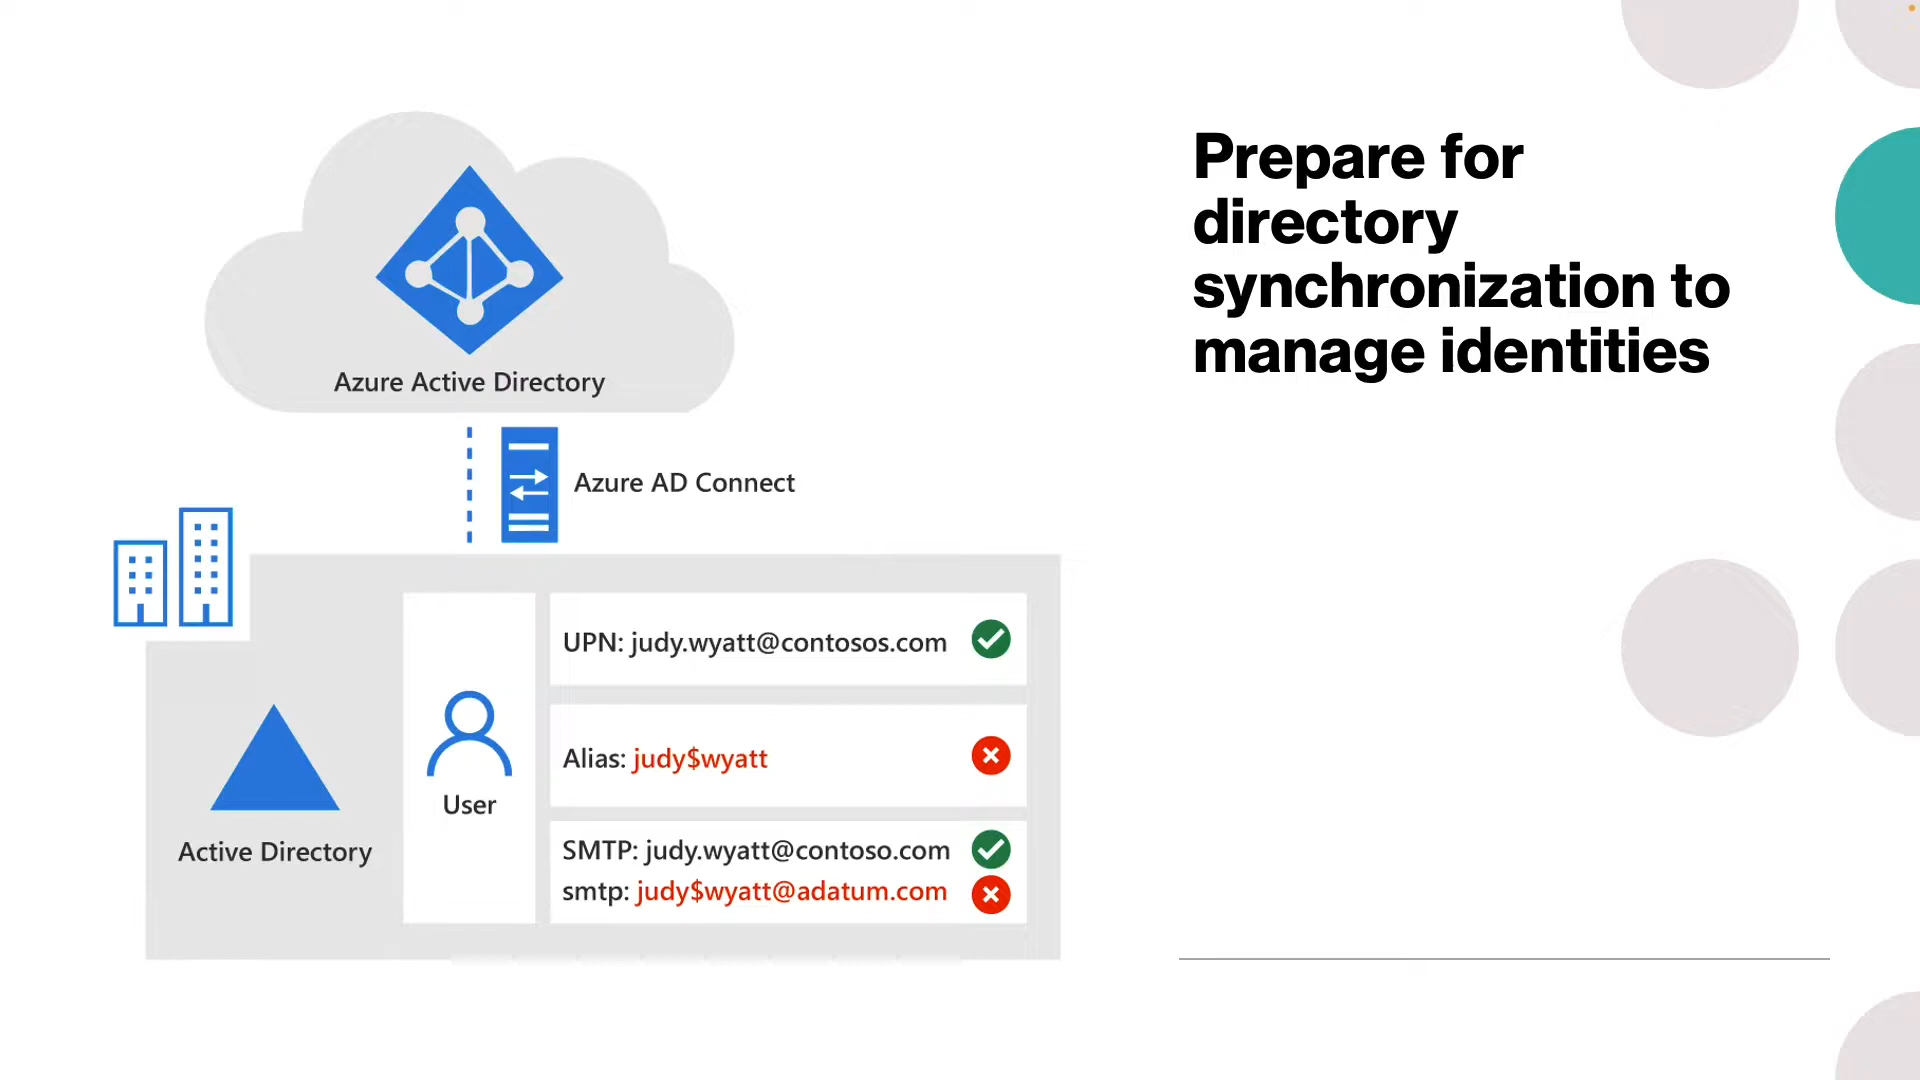 Prepare for
directory
synchronization to
manage identities
Azure Active Directory
Azure AD Connect
UPN: judy.wyatt@contosos.com
Alias: judy$wyatt
User
SMTP: judy.wyatt@contoso.com
smtp: judy$wyatt@adatum.com
Active Directory